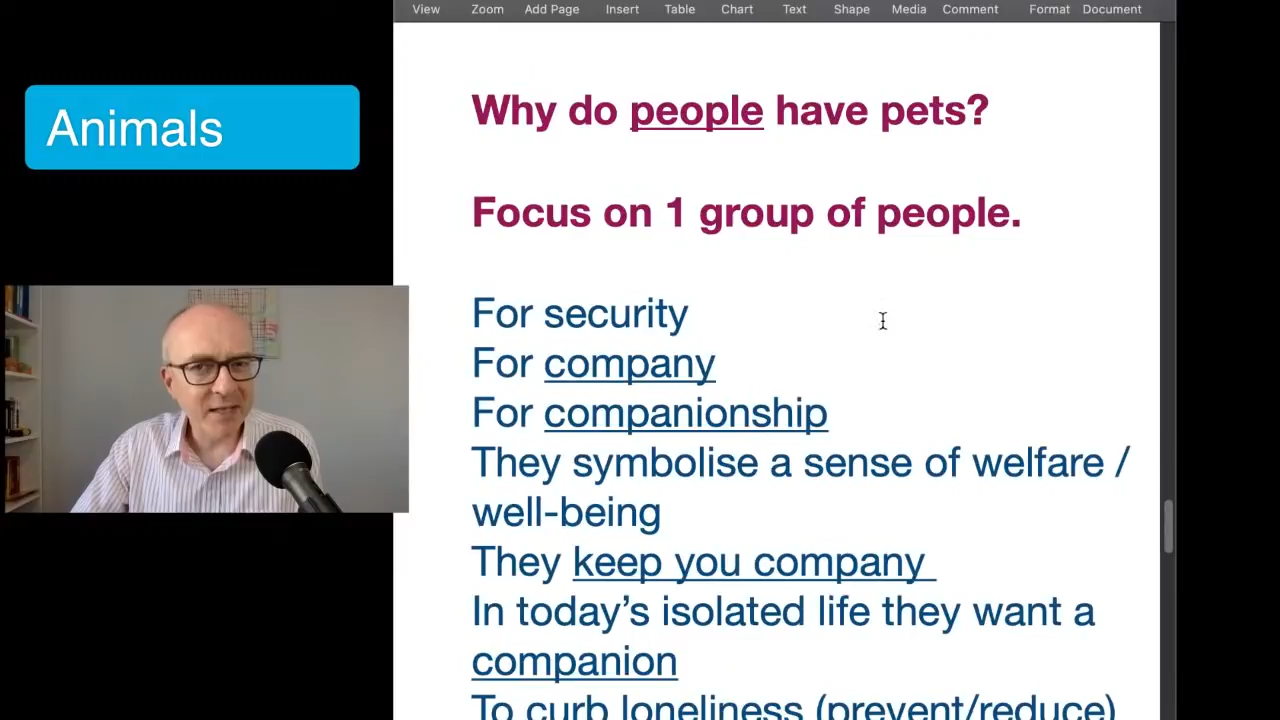 View Zoom Add Page Insert Table Chart Text Shape Media Comment Format Document
Animals
Why do people have pets?
Focus on 1 group of people.
For security
For company
For companionship
They symbolise a sense of welfare /
well-being
They keep you company
In today’s isolated life they want a
companion
To curb loneliness (prevent/reduce)